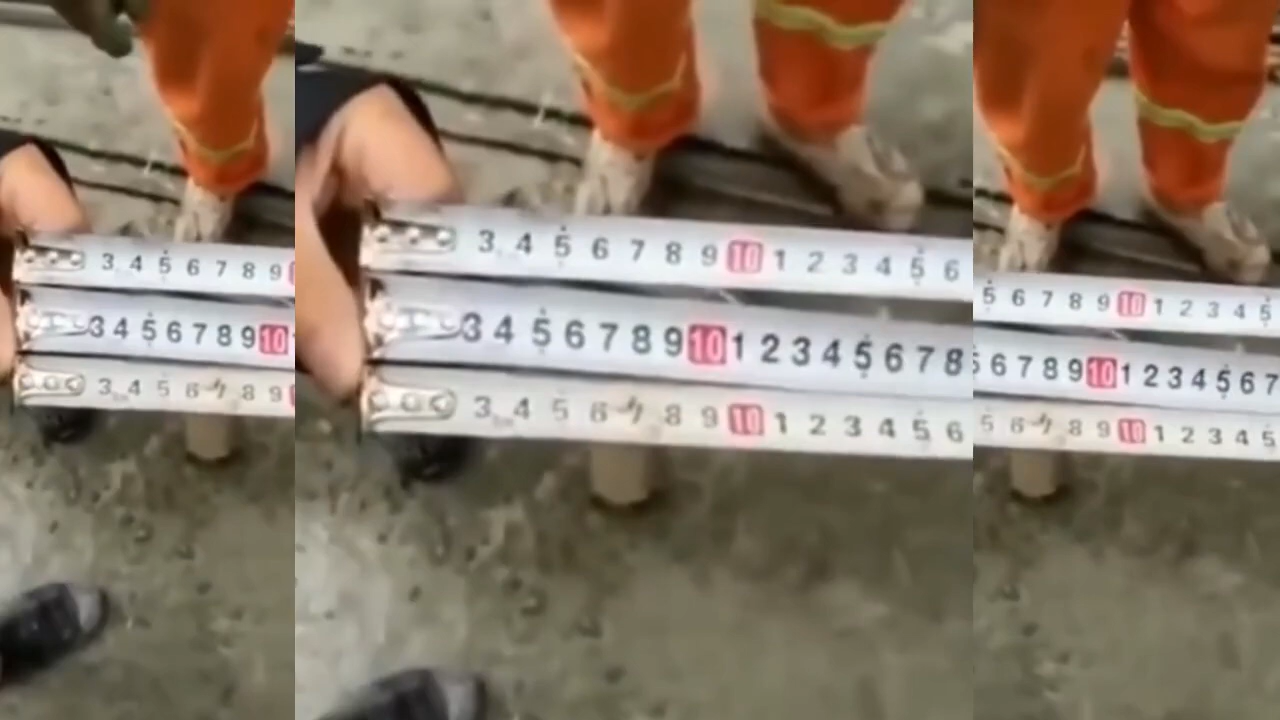 3 4 5 6 7 8 9
3 4 5 6 7 8 9 10
3 4 5 6 7 8 9
3 4 5 6 7 8 9 10 1 2 3 4 5 6
3 4 5 6 7 8 9 10 1 2 3 4 5 6 7 8
3 4 5 6 7 8 9 10 1 2 3 4 5 6
5 6 7 8 9 10 1 2 3 4 5
6 7 8 9 10 1 2 3 4 5 6 7
5 6 7 8 9 10 1 2 3 4 5